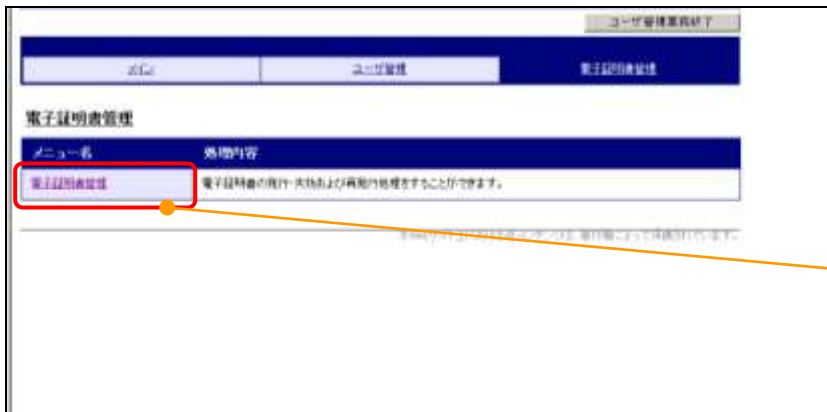 ユーザ管理業務終了
メイン ユーザ管理 電子証明書管理
電子証明書管理
メニュー名 処理内容
電子証明書管理 電子証明書の発行・失効および再発行処理をすることができます。